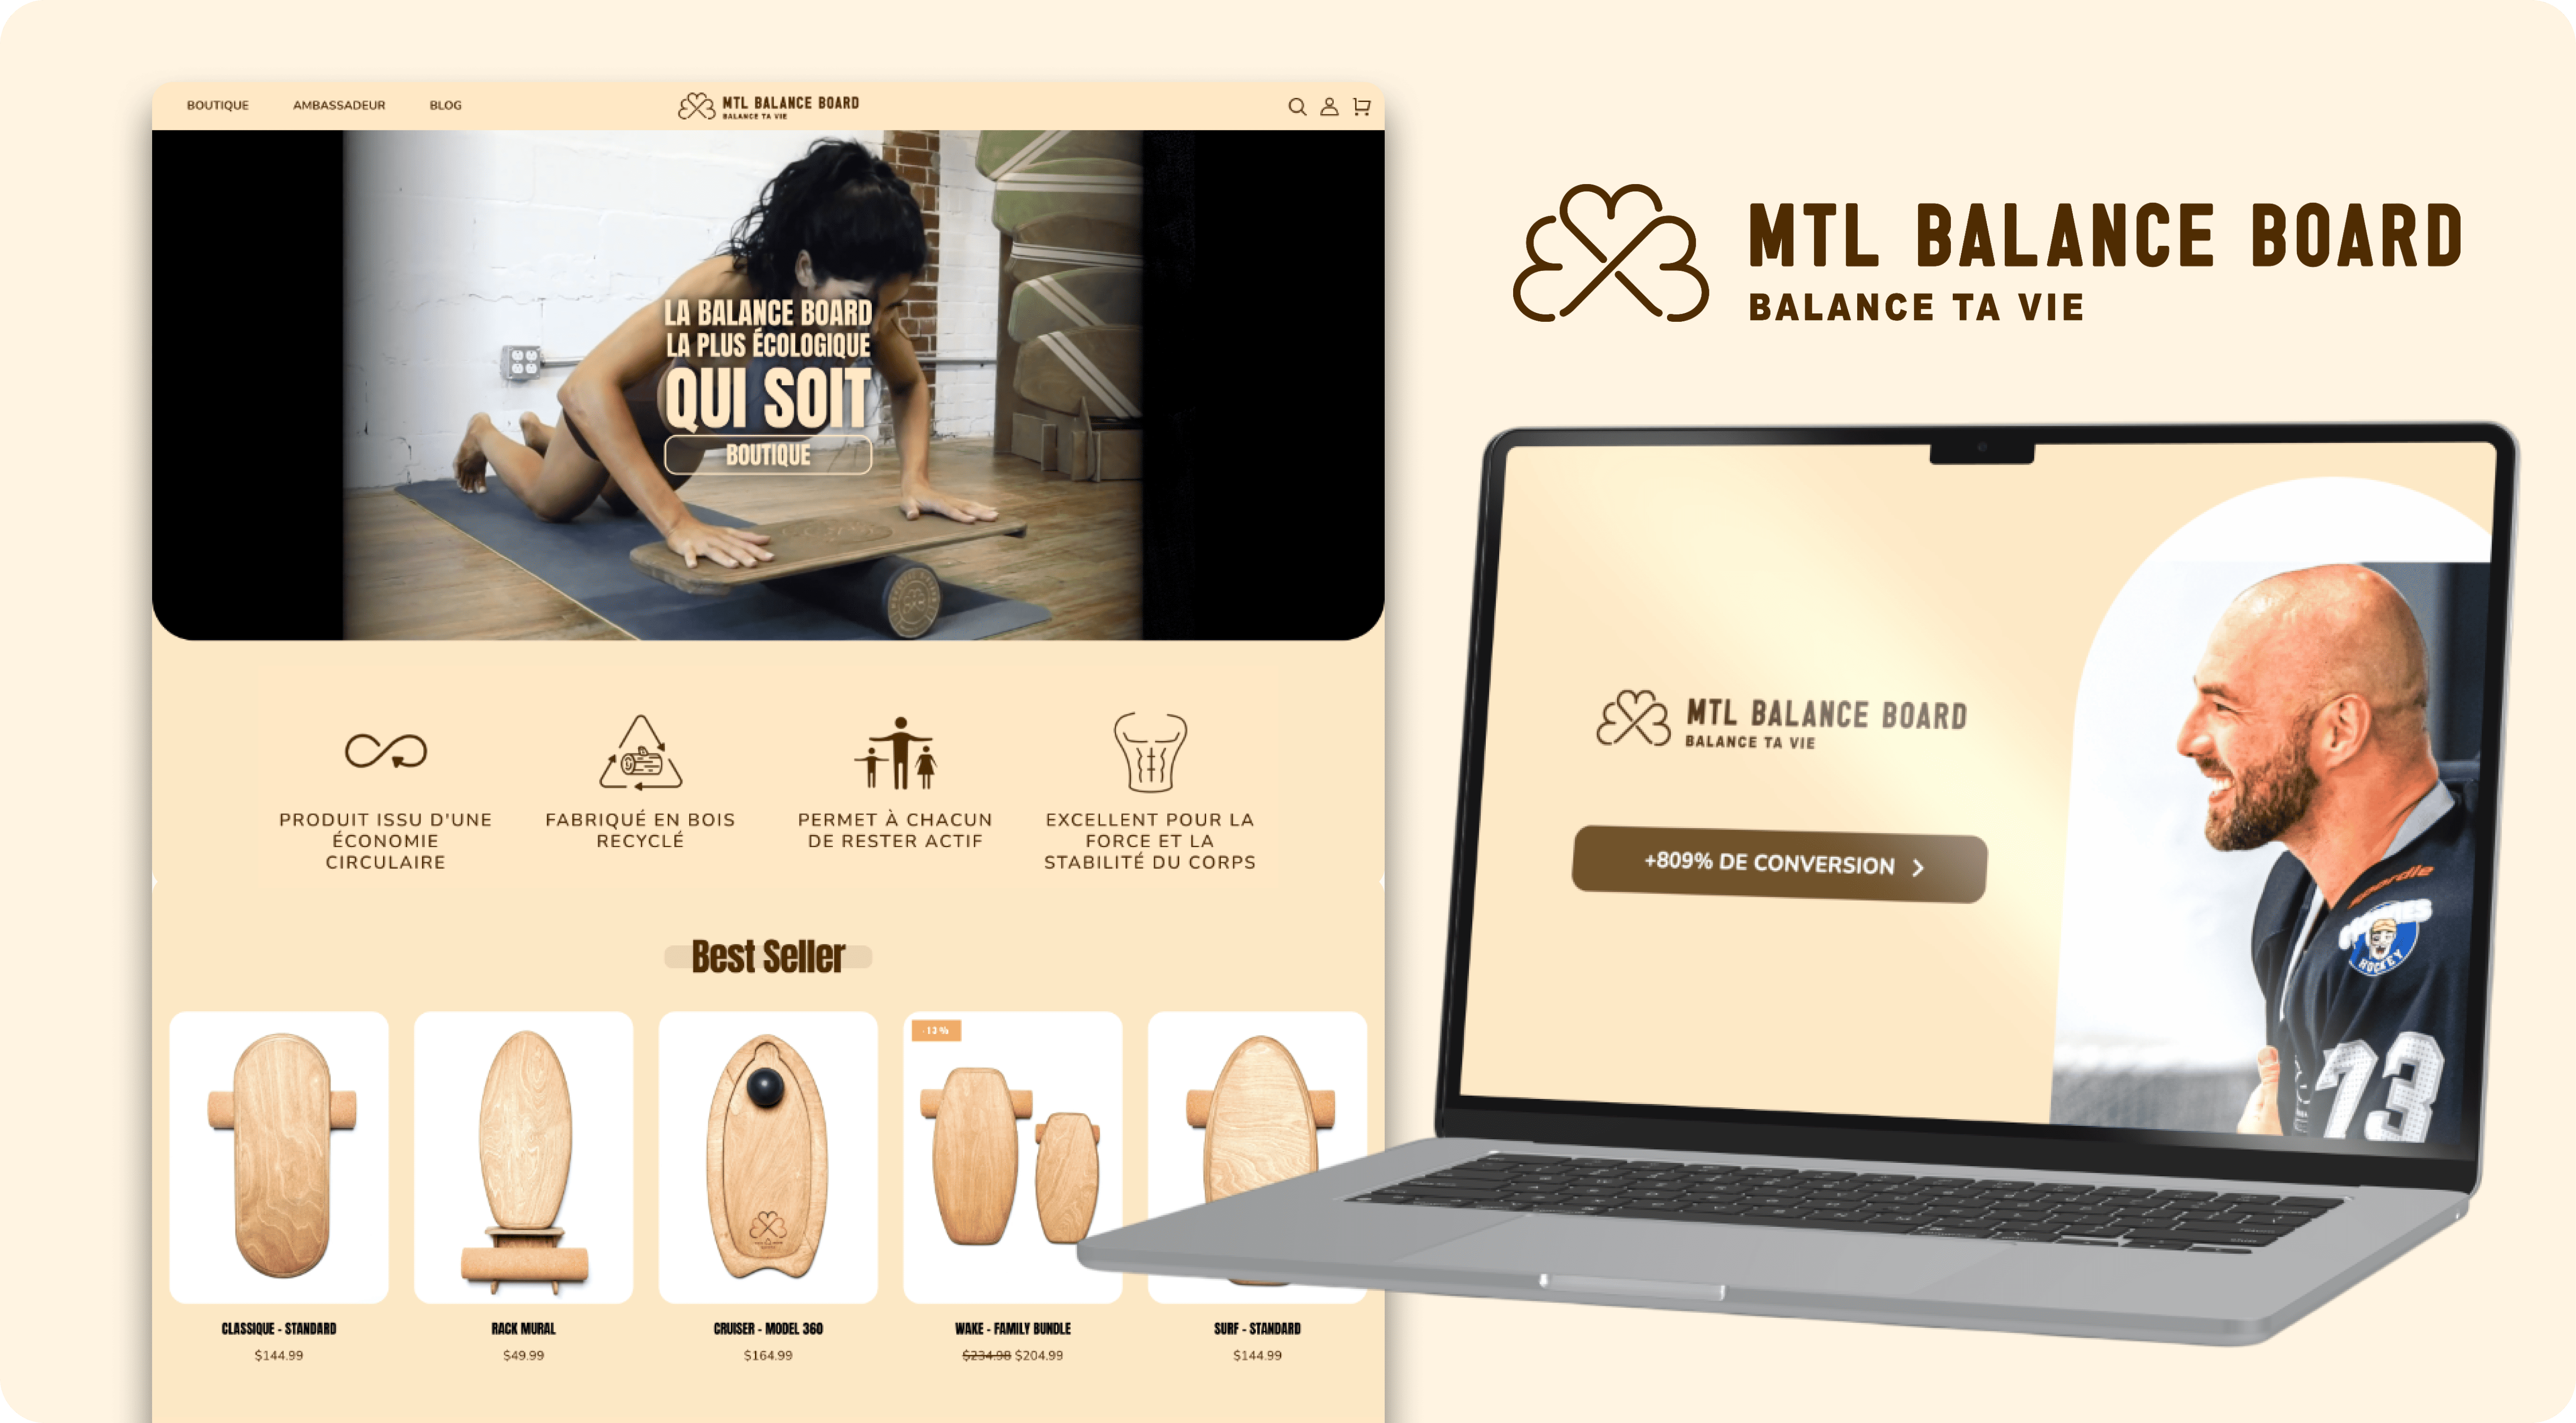 BOUTIQUE
AMBASSADEUR
BLOG
MTL BALANCE BOARD
BALANCE TA VIE
LA BALANCE BOARD
LA PLUS ÉCOLOGIQUE
QUI SOIT
BOUTIQUE
PRODUIT ISSU D'UNE
ÉCONOMIE
CIRCULAIRE
FABRIQUÉ EN BOIS
RECYCLÉ
PERMET À CHACUN
DE RESTER ACTIF
EXCELLENT POUR LA
FORCE ET LA
STABILITÉ DU CORPS
Best Seller
-13%
CLASSIQUE - STANDARD
$144.99
RACK MURAL
$49.99
CRUISER - MODEL 360
$164.99
WAKE - FAMILY BUNDLE
$234.98 $204.99
SURF - STANDARD
$144.99
MTL BALANCE BOARD
BALANCE TA VIE
MTL BALANCE BOARD
BALANCE TA VIE
+809% DE CONVERSION
HOCKEY
73